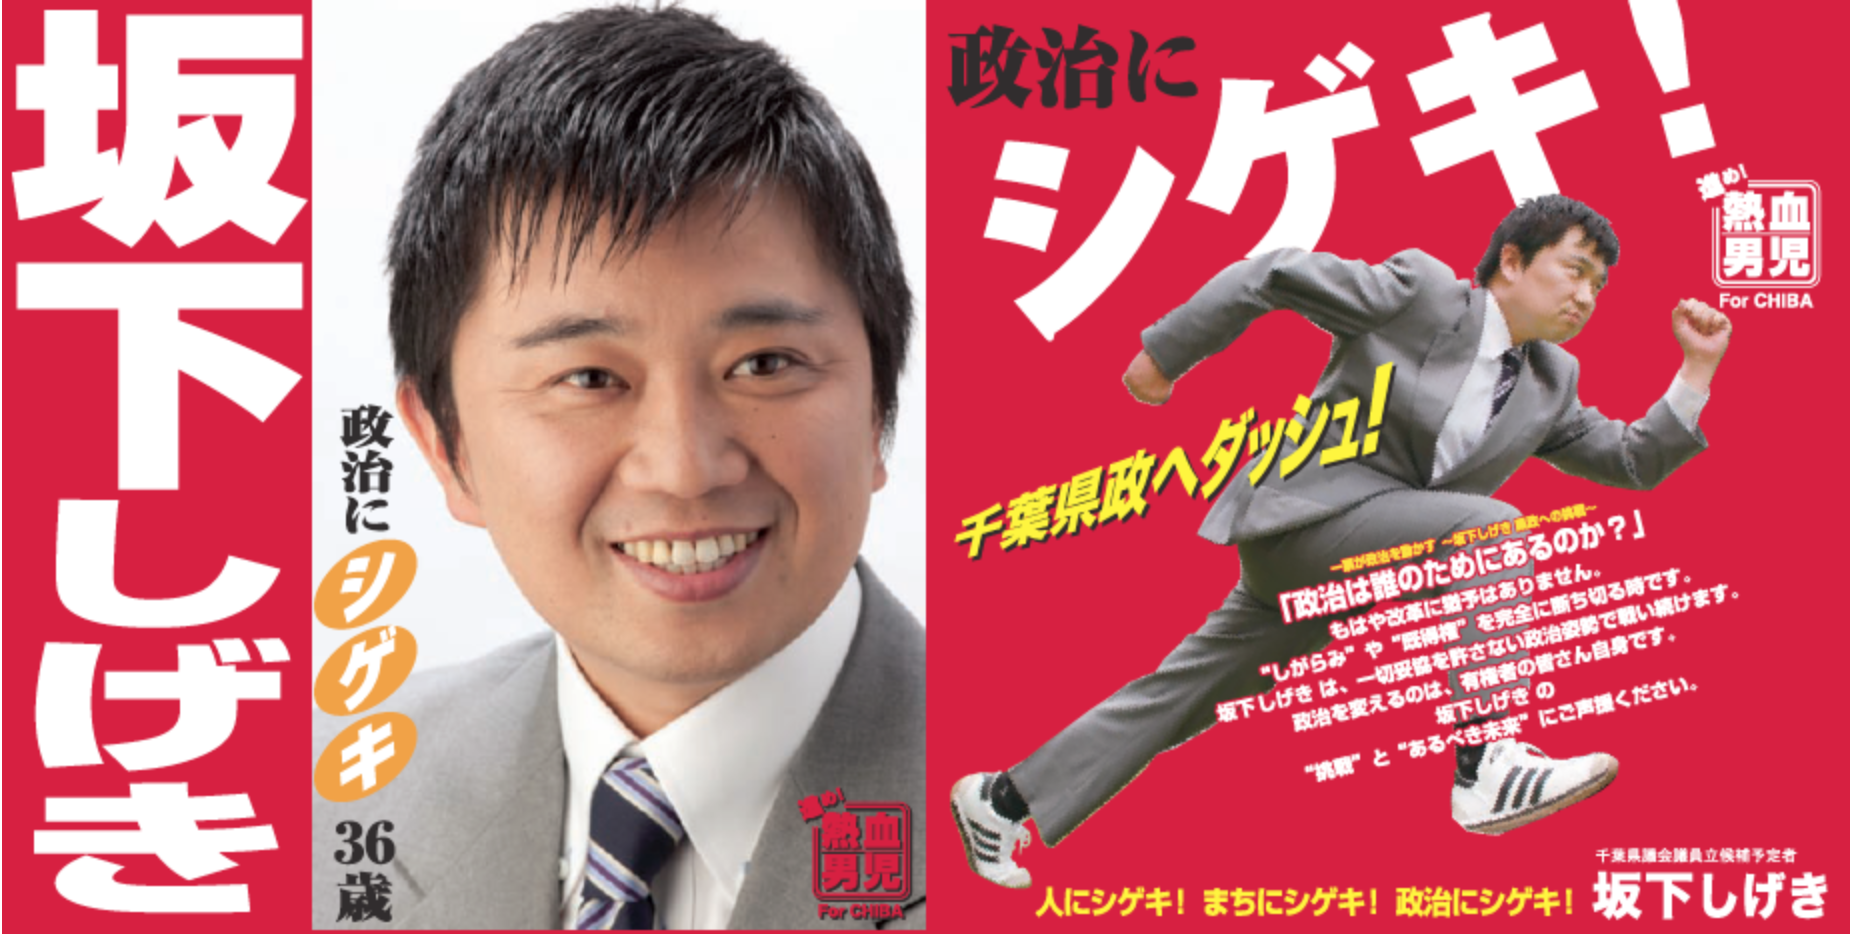 坂下しげき
政治に
シゲキ
36歳
進め!
熱血
男児
For CHIBA
政治に
シゲキ!
進め!
熱血
男児
For CHIBA
千葉県政へダッシュ!
「政治は誰のためにあるのか？」
もはや改革に猶予はありません。
“しがらみ”や“既得権”を完全に断ち切る時です。
坂下しげき は、一切妥協を許さない政治姿勢で戦い続けます。
政治を変えるのは、有権者の皆さん自身です。
坂下しげき の
“挑戦”と“あるべき未来”にご声援ください。
千葉県議会議員立候補予定者
人にシゲキ! まちにシゲキ! 政治にシゲキ!
坂下しげき